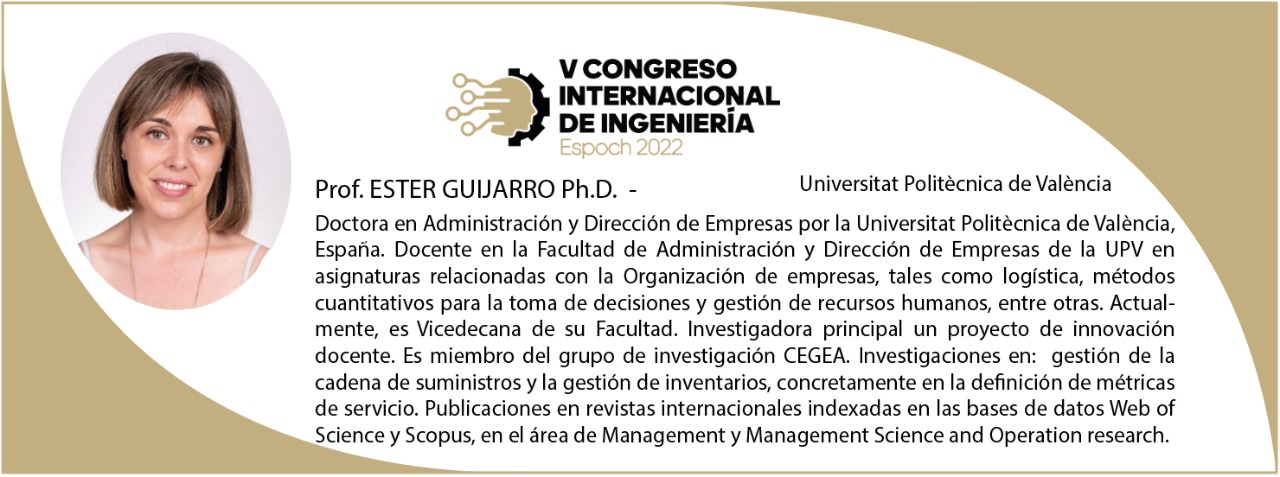 V CONGRESO
INTERNACIONAL
DE INGENIERÍA
Espoch 2022
Prof. ESTER GUIJARRO Ph.D. - Universitat Politècnica de València
Doctora en Administración y Dirección de Empresas por la Universitat Politècnica de València,
España. Docente en la Facultad de Administración y Dirección de Empresas de la UPV en
asignaturas relacionadas con la Organización de empresas, tales como logística, métodos
cuantitativos para la toma de decisiones y gestión de recursos humanos, entre otras. Actual-
mente, es Vicedecana de su Facultad. Investigadora principal un proyecto de innovación
docente. Es miembro del grupo de investigación CEGEA. Investigaciones en: gestión de la
cadena de suministros y la gestión de inventarios, concretamente en la definición de métricas
de servicio. Publicaciones en revistas internacionales indexadas en las bases de datos Web of
Science y Scopus, en el área de Management y Management Science and Operation research.